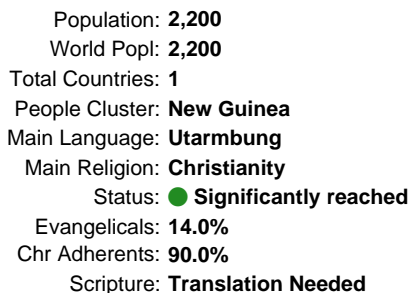 Population: 2,200
World Popl: 2,200
Total Countries: 1
People Cluster: New Guinea
Main Language: Utarmbung
Main Religion: Christianity
Status: Significantly reached
Evangelicals: 14.0%
Chr Adherents: 90.0%
Scripture: Translation Needed